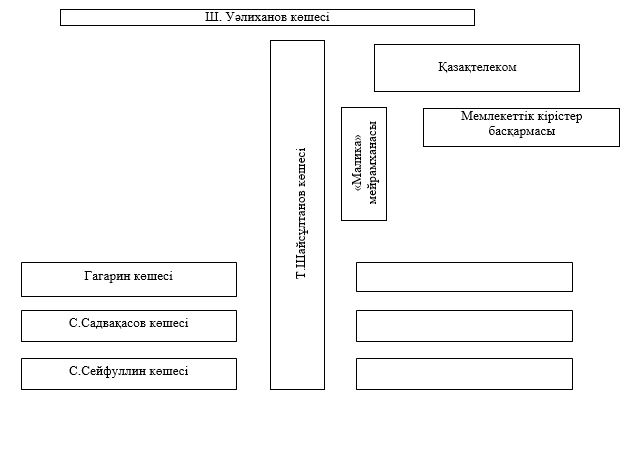 Ш. Уәлиханов көшесі
Қазақтелеком
Мемлекеттік кірістер
басқармасы
«Малика»
мейрамханасы
Т.Шайсұлтанов көшесі
Гагарин көшесі
С.Садвақасов көшесі
С.Сейфуллин көшесі